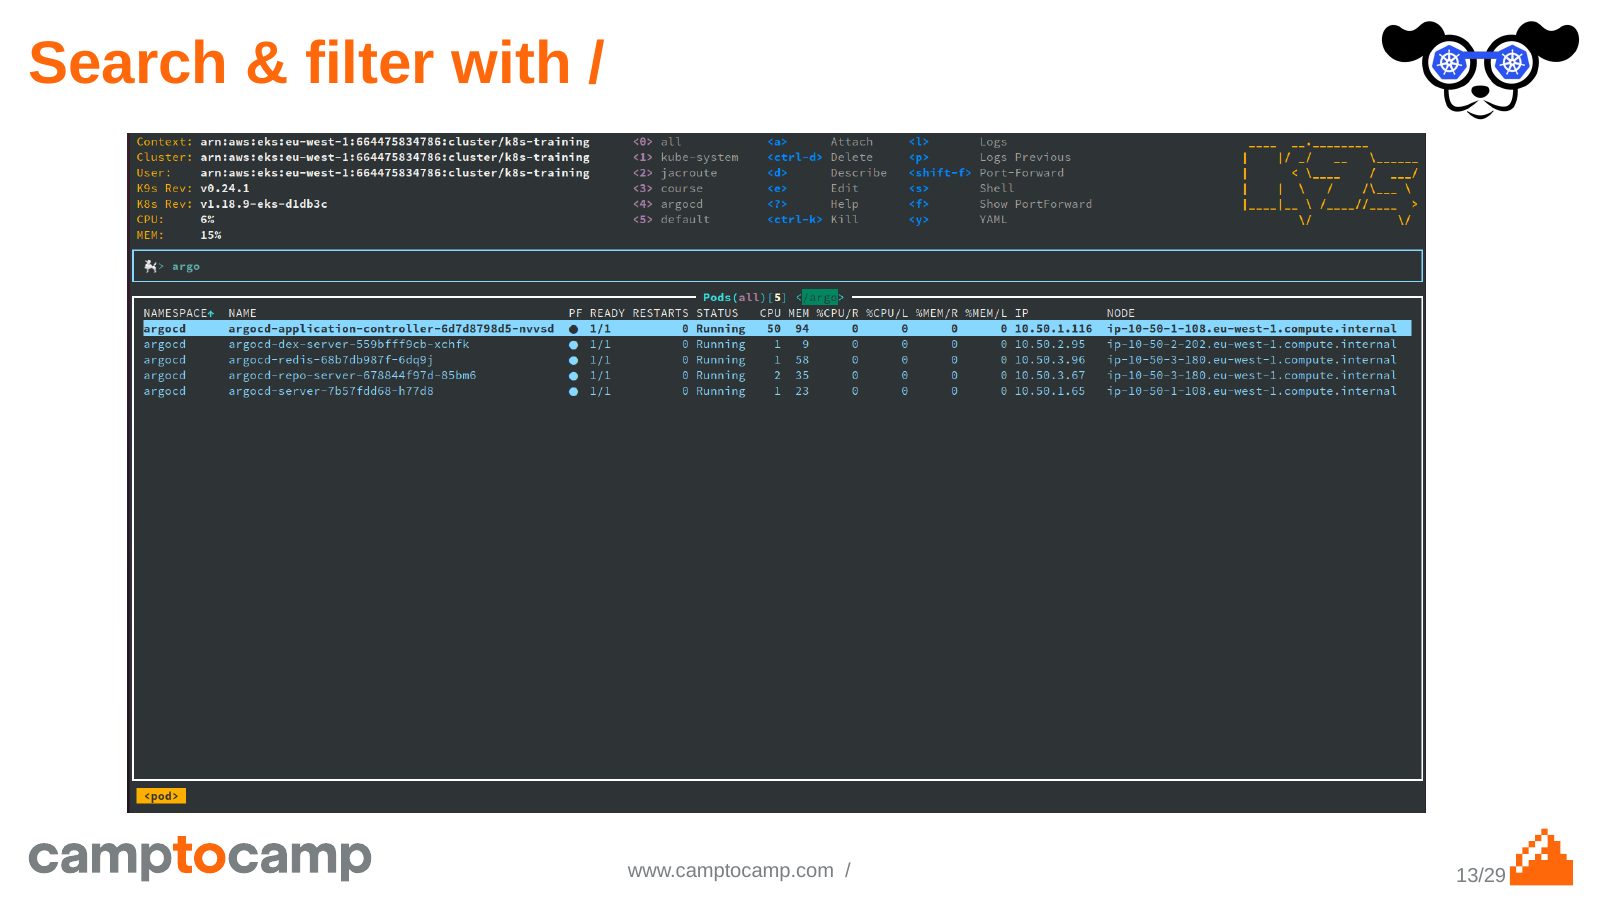 Search & filter with /
Context: arn:aws:eks:eu-west-1:664475834786:cluster/k8s-training <0> all <a> Attach <l> Logs
Cluster: arn:aws:eks:eu-west-1:664475834786:cluster/k8s-training <1> kube-system <ctrl-d> Delete <p> Logs Previous
User: arn:aws:eks:eu-west-1:664475834786:cluster/k8s-training <2> jacroute <d> Describe <shift-f> Port-Forward
K9s Rev: v0.24.1 <3> course <e> Edit <s> Shell
K8s Rev: v1.18.9-eks-d1db3c <4> argocd <?> Help <f> Show PortForward
CPU: 6% <5> default <ctrl-k> Kill <y> YAML
MEM: 15%
> argo
Pods(all)[5] </argo>
NAMESPACE↑ NAME PF READY RESTARTS STATUS CPU MEM %CPU/R %CPU/L %MEM/R %MEM/L IP NODE
argocd argocd-application-controller-6d7d8798d5-nvvsd ● 1/1 0 Running 50 94 0 0 0 0 10.50.1.116 ip-10-50-1-108.eu-west-1.compute.internal
argocd argocd-dex-server-559bfff9cb-xchfk ● 1/1 0 Running 1 9 0 0 0 0 10.50.2.95 ip-10-50-2-202.eu-west-1.compute.internal
argocd argocd-redis-68b7db987f-6dq9j ● 1/1 0 Running 1 58 0 0 0 0 10.50.3.96 ip-10-50-3-180.eu-west-1.compute.internal
argocd argocd-repo-server-678844f97d-85bm6 ● 1/1 0 Running 2 35 0 0 0 0 10.50.3.67 ip-10-50-3-180.eu-west-1.compute.internal
argocd argocd-server-7b57fdd68-h77d8 ● 1/1 0 Running 1 23 0 0 0 0 10.50.1.65 ip-10-50-1-108.eu-west-1.compute.internal
<pod>
camptocamp
www.camptocamp.com /
13/29